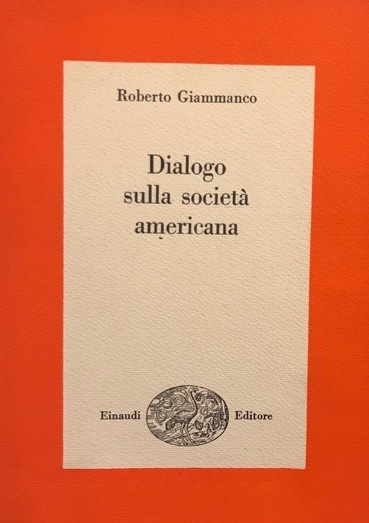 Roberto Giammanco
Dialogo
sulla società
americana
Einaudi Editore